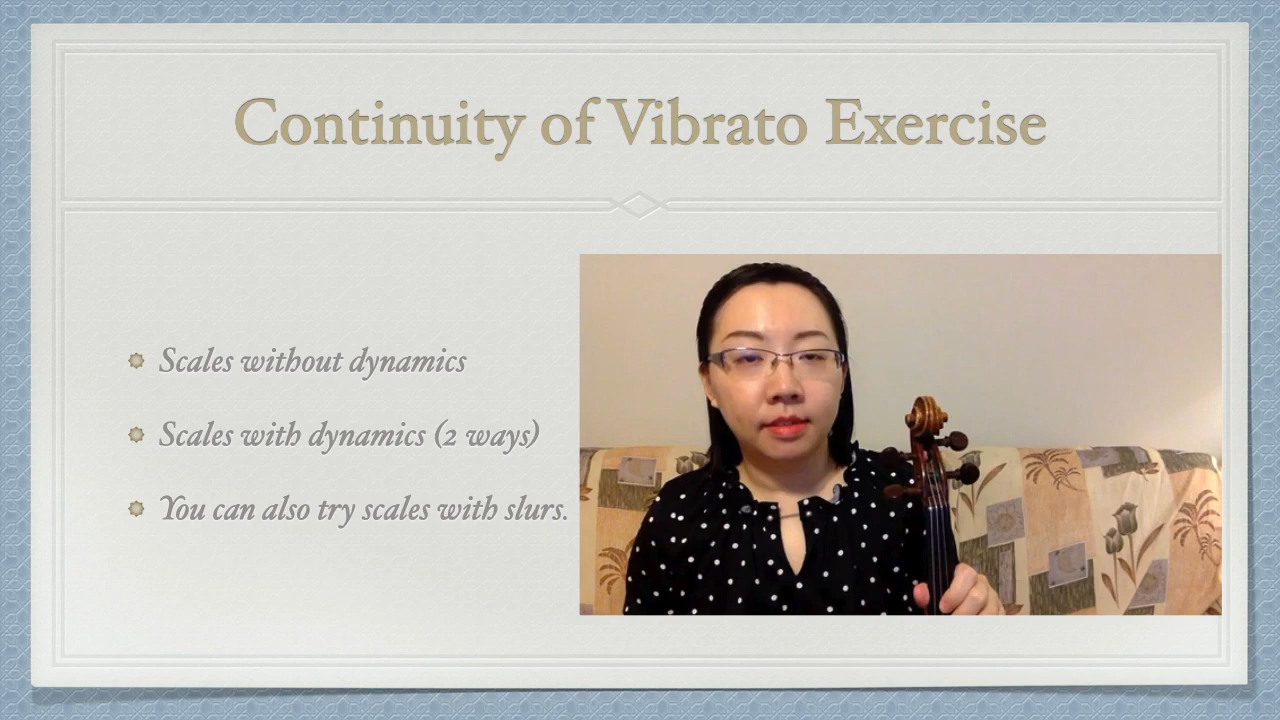 Continuity of Vibrato Exercise
Scales without dynamics
Scales with dynamics (2 ways)
You can also try scales with slurs.